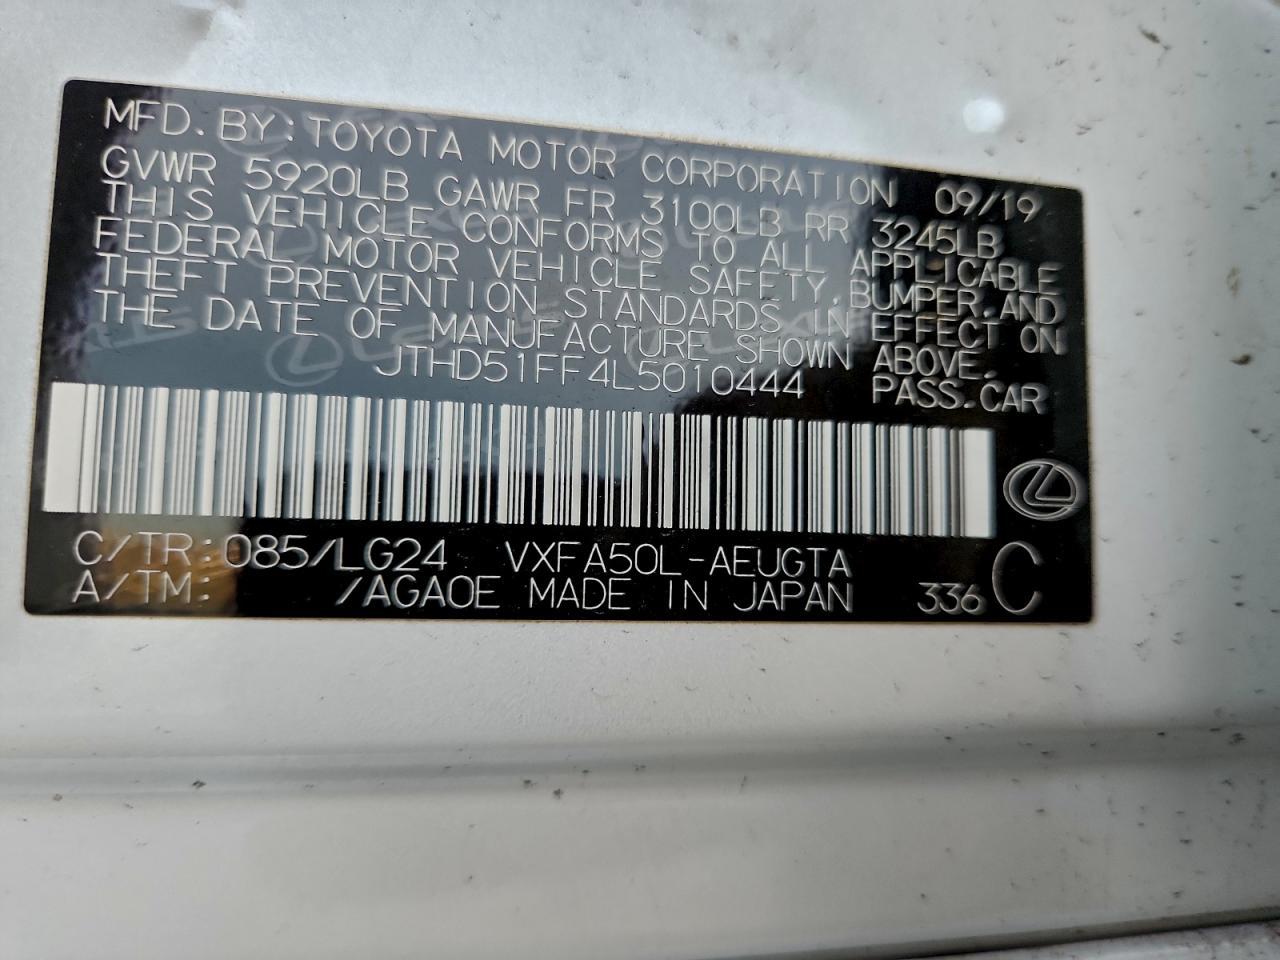 MFD. BY: TOYOTA MOTOR CORPORATION 09/19
GVWR 5920LB GAWR FR 3100LB RR 3245LB
THIS VEHICLE CONFORMS TO ALL APPLICABLE
FEDERAL MOTOR VEHICLE SAFETY, BUMPER, AND
THEFT PREVENTION STANDARDS IN EFFECT ON
THE DATE OF MANUFACTURE SHOWN ABOVE.
JTHD51FF4L5010444 PASS. CAR
C/TR: 085/LG24 VXFA50L-AEUGTA
A/TM: /AGA0E MADE IN JAPAN 336 C